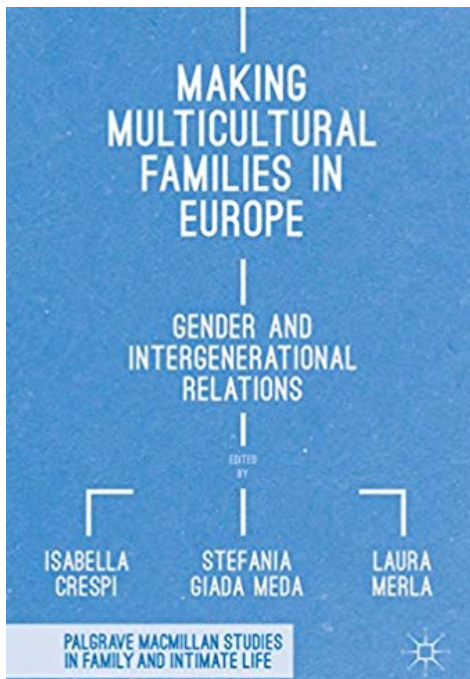 MAKING
MULTICULTURAL
FAMILIES IN
EUROPE
GENDER AND
INTERGENERATIONAL
RELATIONS
EDITED
BY
ISABELLA
CRESPI
STEFANIA
GIADA MEDA
LAURA
MERLA
PALGRAVE MACMILLAN STUDIES
IN FAMILY AND INTIMATE LIFE